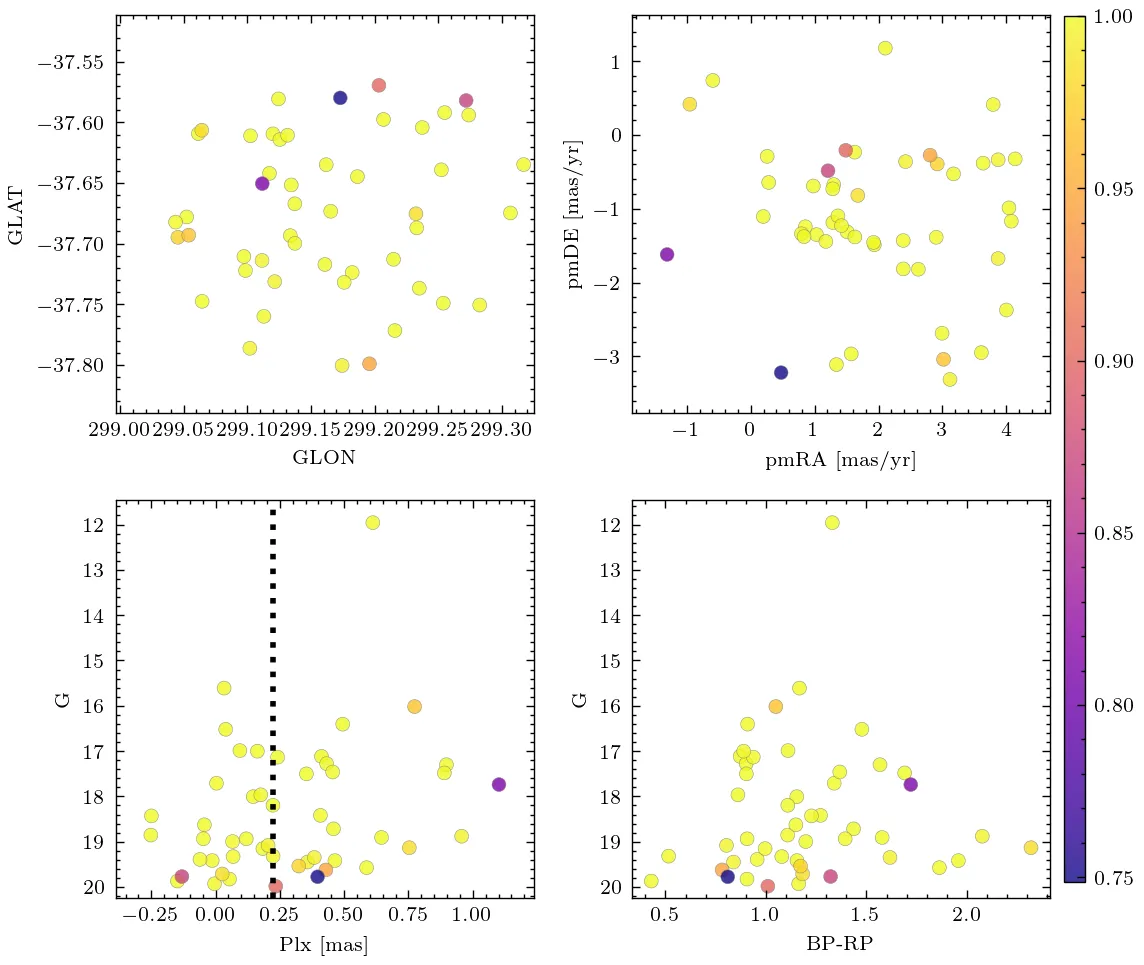 −37.55
−37.60
−37.65
−37.70
−37.75
−37.80
GLAT
299.00 299.05 299.10 299.15 299.20 299.25 299.30
GLON
1
0
−1
−2
−3
pmDE [mas/yr]
−1 0 1 2 3 4
pmRA [mas/yr]
1.00
0.95
0.90
0.85
0.80
0.75
12
13
14
15
16
17
18
19
20
G
−0.25 0.00 0.25 0.50 0.75 1.00
Plx [mas]
12
13
14
15
16
17
18
19
20
G
0.5 1.0 1.5 2.0
BP-RP